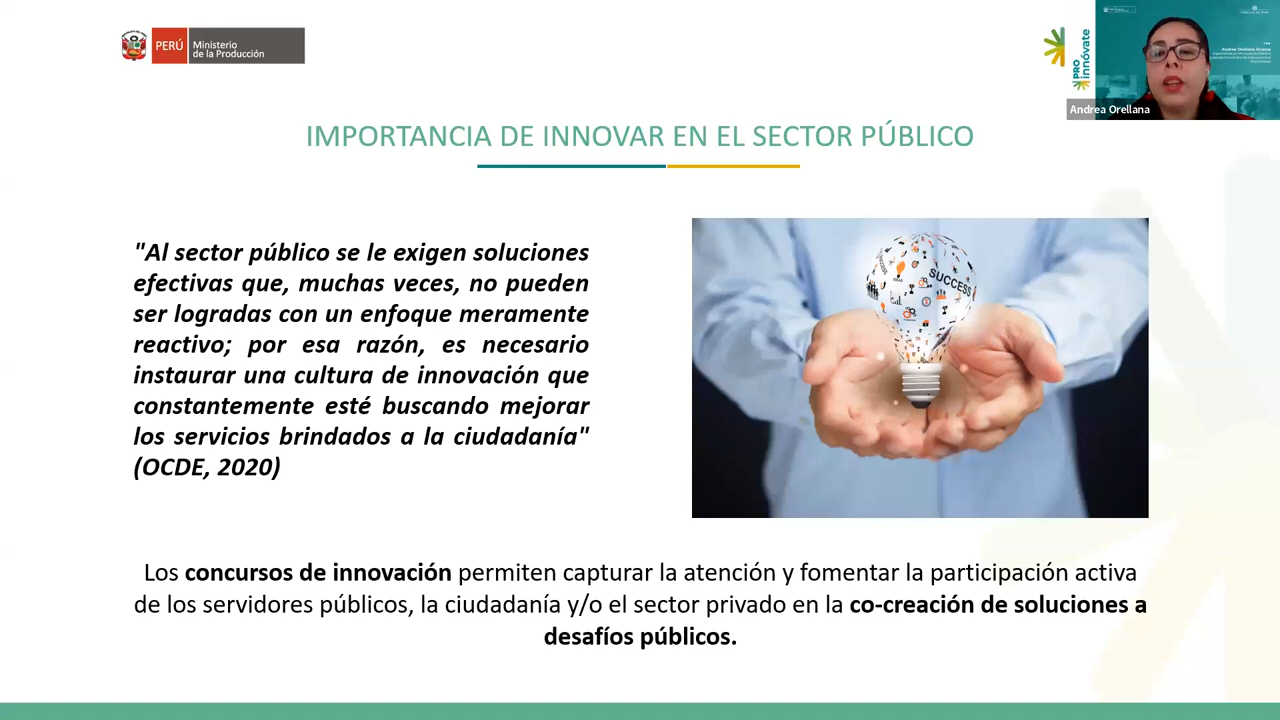 PERÚ
Ministerio
de la Producción
PRO
innóvate
Andrea Orellana Álvarez
Andrea Orellana
IMPORTANCIA DE INNOVAR EN EL SECTOR PÚBLICO
"Al sector público se le exigen soluciones
efectivas que, muchas veces, no pueden
ser logradas con un enfoque meramente
reactivo; por esa razón, es necesario
instaurar una cultura de innovación que
constantemente esté buscando mejorar
los servicios brindados a la ciudadanía"
(OCDE, 2020)
SUCCESS
Los concursos de innovación permiten capturar la atención y fomentar la participación activa
de los servidores públicos, la ciudadanía y/o el sector privado en la co-creación de soluciones a
desafíos públicos.